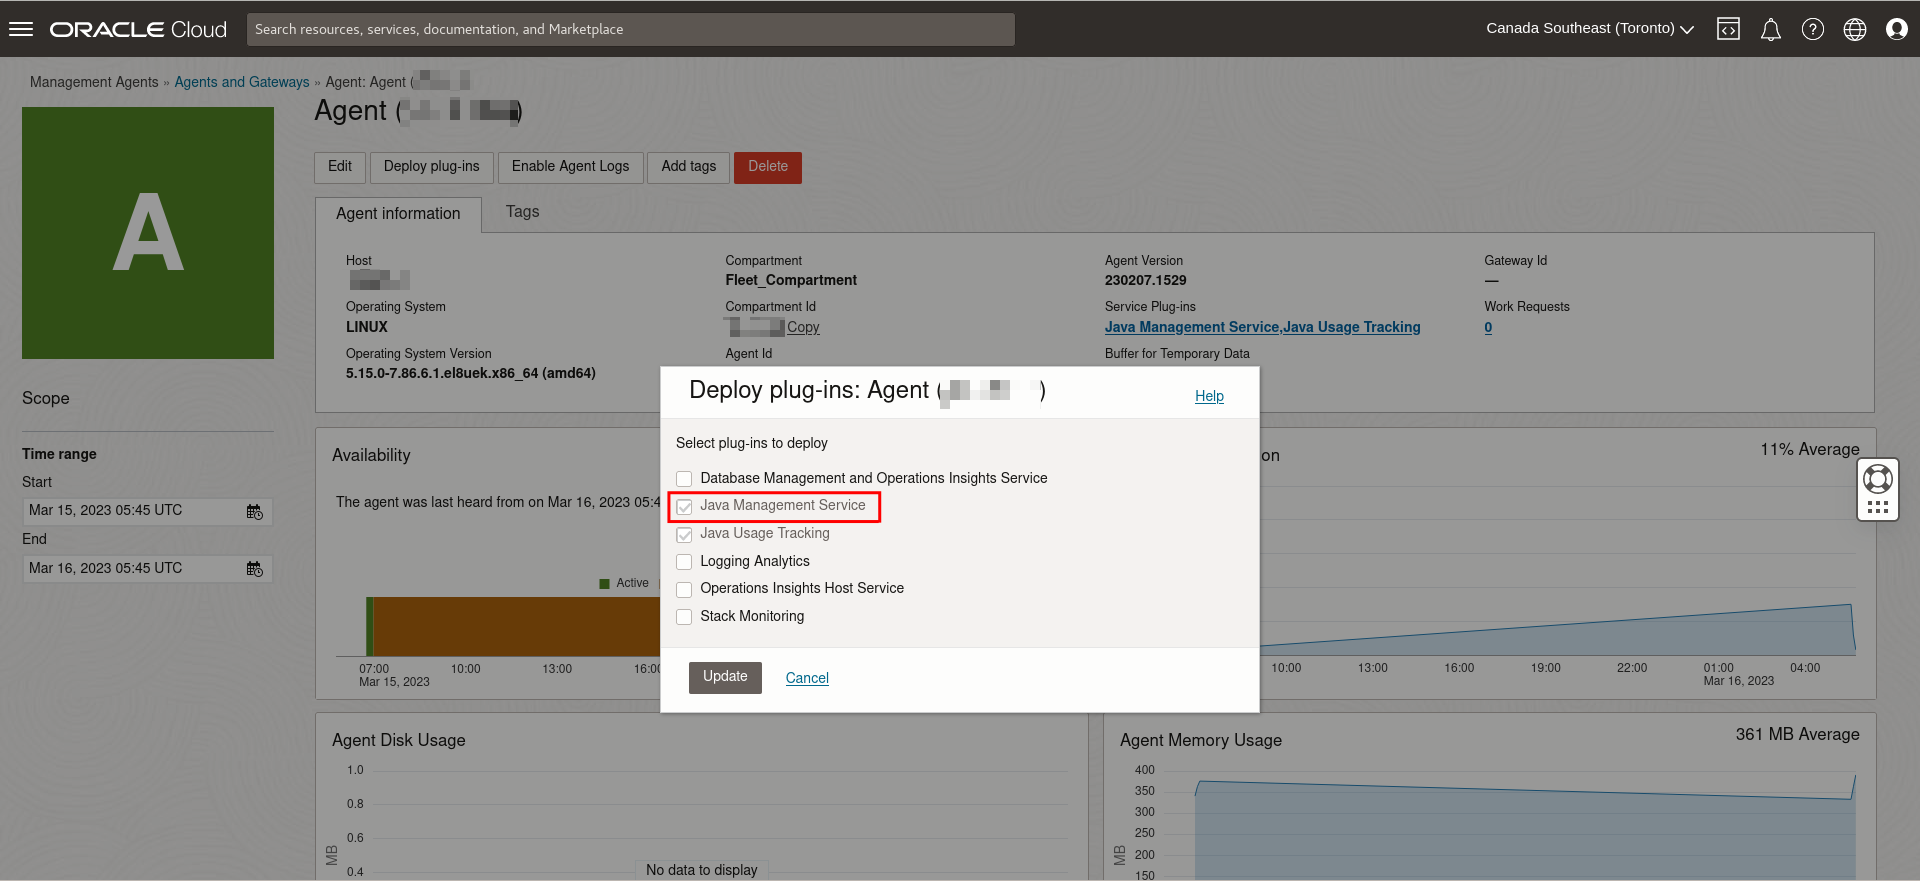 ORACLE Cloud
Search resources, services, documentation, and Marketplace
Canada Southeast (Toronto)
Management Agents » Agents and Gateways » Agent: Agent (
Agent ( )
A
Edit
Deploy plug-ins
Enable Agent Logs
Add tags
Delete
Agent information
Tags
Host
Compartment
Fleet_Compartment
Agent Version
230207.1529
Gateway Id
—
Operating System
LINUX
Compartment Id
Copy
Service Plug-ins
Java Management Service,Java Usage Tracking
Work Requests
0
Operating System Version
5.15.0-7.86.6.1.el8uek.x86_64 (amd64)
Agent Id
Buffer for Temporary Data
Scope
Time range
Start
Mar 15, 2023 05:45 UTC
End
Mar 16, 2023 05:45 UTC
Deploy plug-ins: Agent ( )
Help
Select plug-ins to deploy
Database Management and Operations Insights Service
Java Management Service
Java Usage Tracking
Logging Analytics
Operations Insights Host Service
Stack Monitoring
Update
Cancel
Availability
The agent was last heard from on Mar 16, 2023 05:4
Active
07:00 10:00 13:00 16:00
Mar 15, 2023
on
11% Average
10:00 13:00 16:00 19:00 22:00 01:00 04:00
Mar 16, 2023
Agent Disk Usage
1.0
0.8
0.6
0.4
MB
No data to display
Agent Memory Usage
361 MB Average
400
350
300
250
200
150
MB